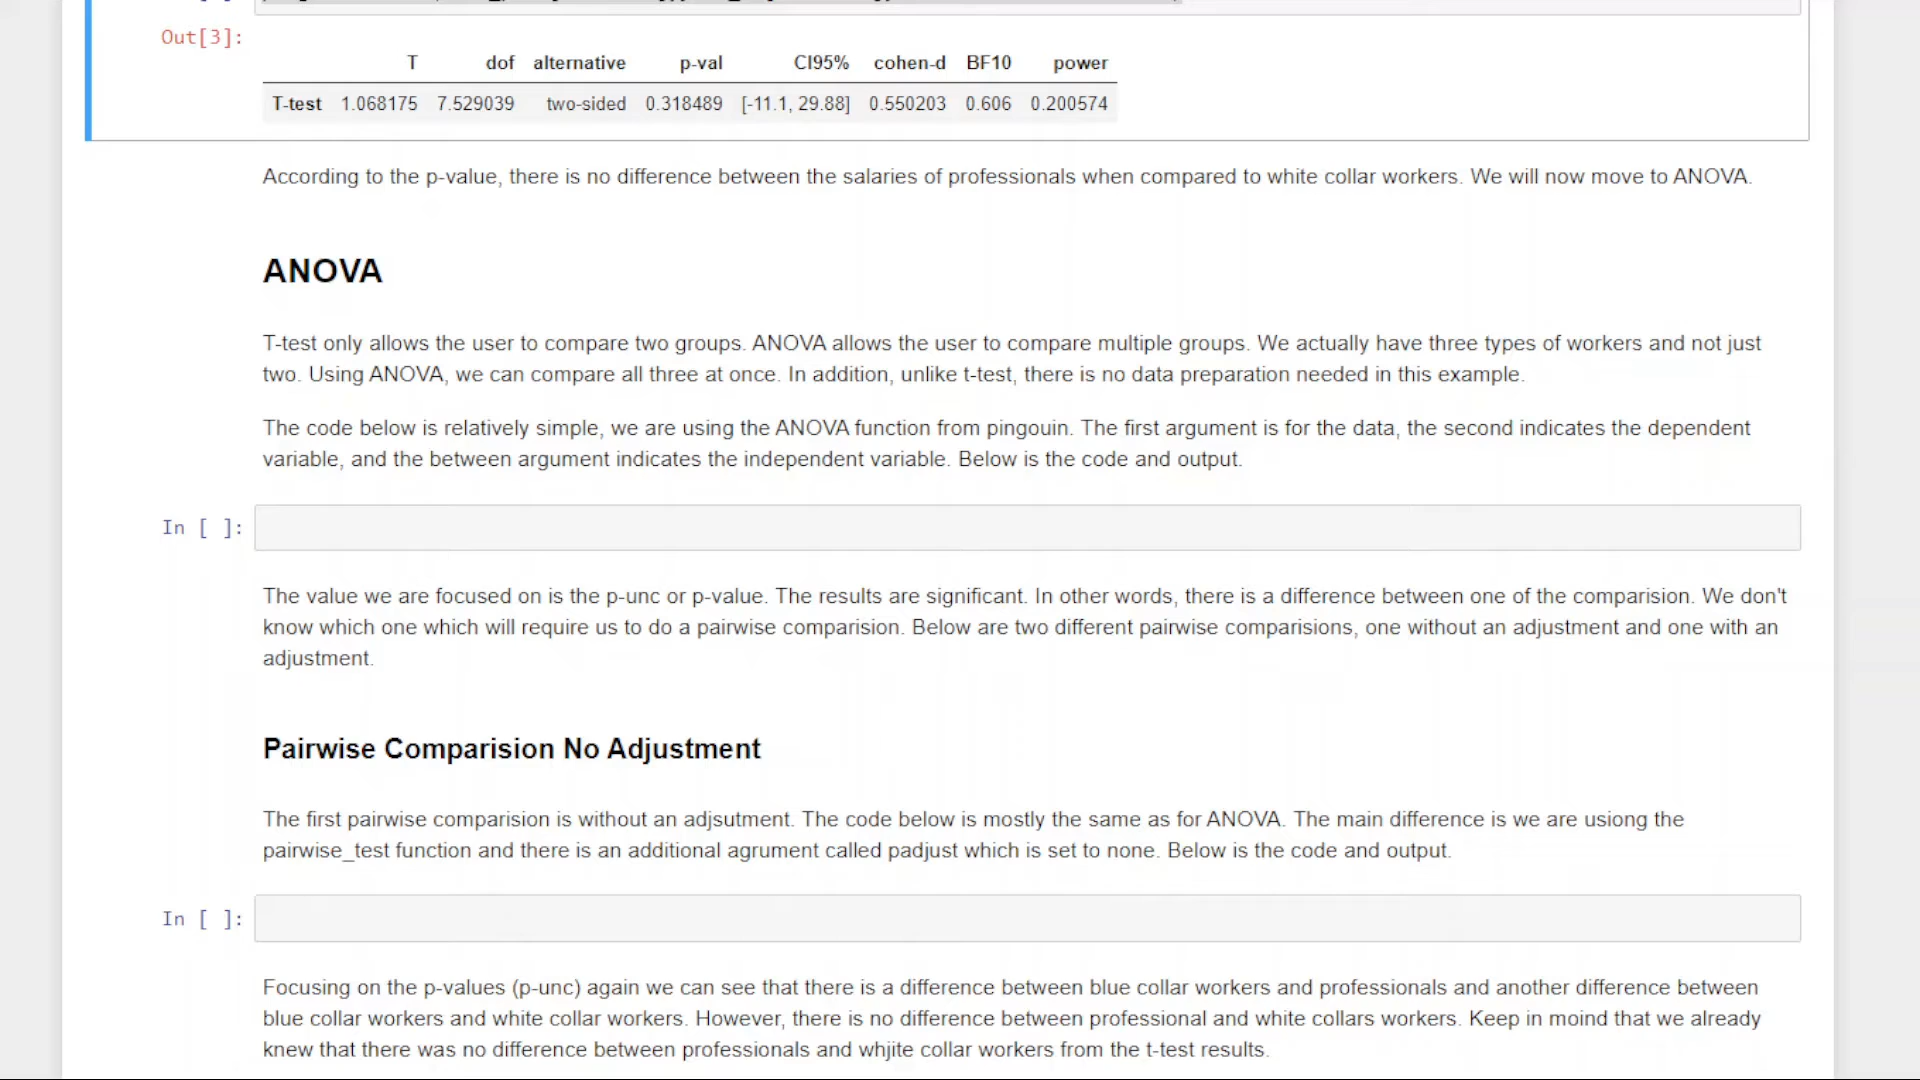 Out[3]:
T dof alternative p-val CI95% cohen-d BF10 power
T-test 1.068175 7.529039 two-sided 0.318489 [-11.1, 29.88] 0.550203 0.606 0.200574
According to the p-value, there is no difference between the salaries of professionals when compared to white collar workers. We will now move to ANOVA.
ANOVA
T-test only allows the user to compare two groups. ANOVA allows the user to compare multiple groups. We actually have three types of workers and not just
two. Using ANOVA, we can compare all three at once. In addition, unlike t-test, there is no data preparation needed in this example.
The code below is relatively simple, we are using the ANOVA function from pingouin. The first argument is for the data, the second indicates the dependent
variable, and the between argument indicates the independent variable. Below is the code and output.
In [ ]:
The value we are focused on is the p-unc or p-value. The results are significant. In other words, there is a difference between one of the comparision. We don't
know which one which will require us to do a pairwise comparision. Below are two different pairwise comparisions, one without an adjustment and one with an
adjustment.
Pairwise Comparision No Adjustment
The first pairwise comparision is without an adjsutment. The code below is mostly the same as for ANOVA. The main difference is we are usiong the
pairwise_test function and there is an additional agrument called padjust which is set to none. Below is the code and output.
In [ ]:
Focusing on the p-values (p-unc) again we can see that there is a difference between blue collar workers and professionals and another difference between
blue collar workers and white collar workers. However, there is no difference between professional and white collars workers. Keep in moind that we already
knew that there was no difference between professionals and whjite collar workers from the t-test results.